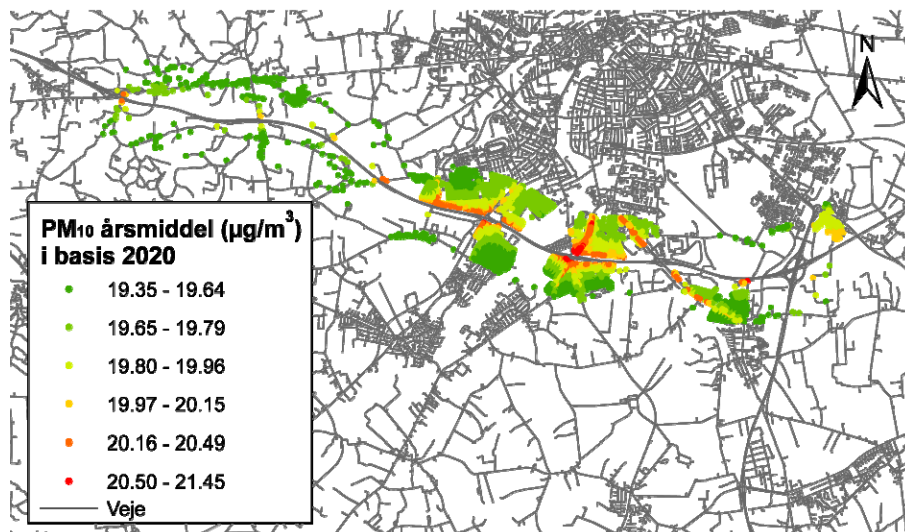 N
PM₁₀ årsmiddel (µg/m³)
i basis 2020
19.35 - 19.64
19.65 - 19.79
19.80 - 19.96
19.97 - 20.15
20.16 - 20.49
20.50 - 21.45
Veje